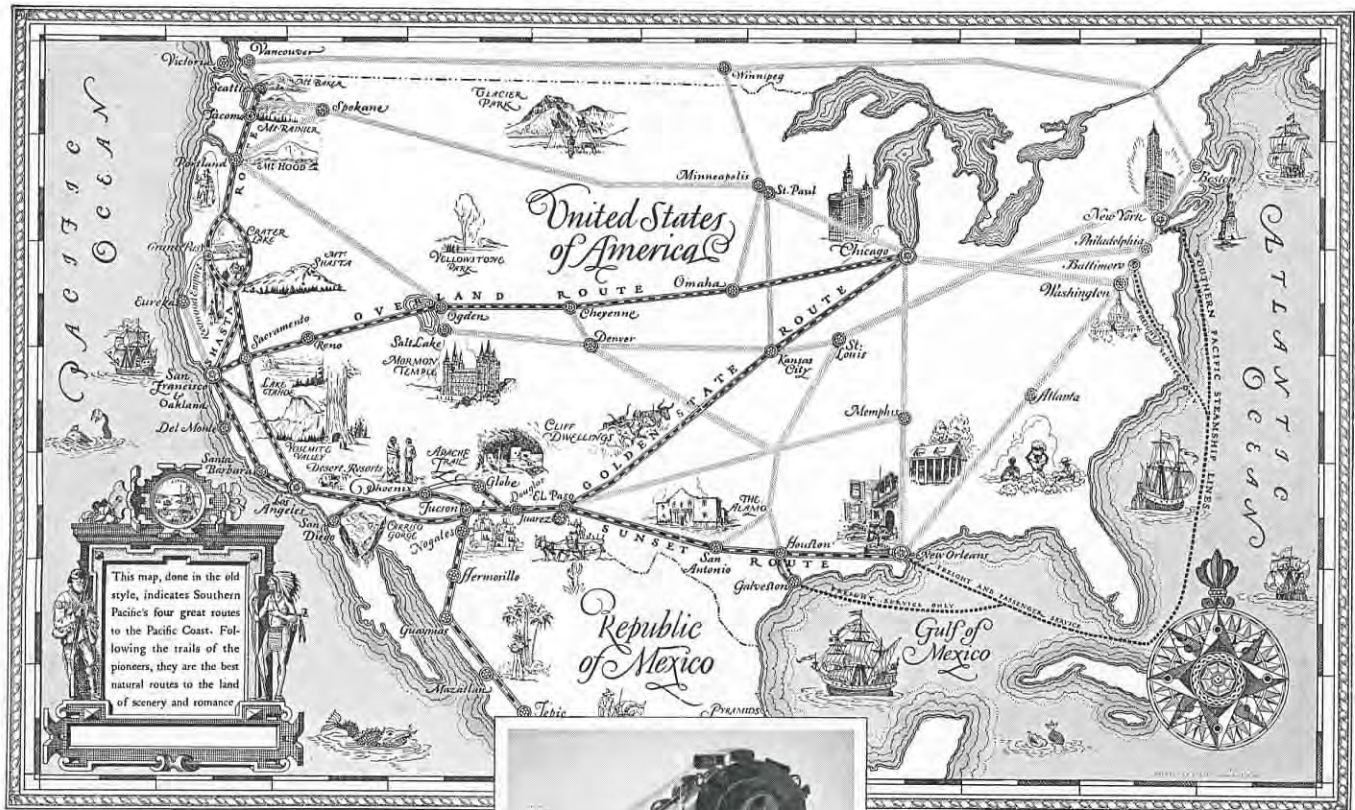 PACIFIC
OCEAN
Victoria
Vancouver
Seattle
MT BAKER
Tacoma
MT RAINIER
Spokane
Portland
MT HOOD
GLACIER
PARK
Winnipeg
Minneapolis
St. Paul
United States
of America
YELLOWSTONE
PARK
Chicago
New York
Boston
Philadelphia
Baltimore
Washington
ATLANTIC
OCEAN
Grants Pass
CRATER
LAKE
MT
SHASTA
Eureka
SHASTA
ROUTE
OVERLAND ROUTE
Omaha
Cheyenne
Ogden
Salt Lake
MORMON
TEMPLE
Denver
Sacramento
Reno
San
Francisco
Oakland
LAKE
TAHOE
Del Monte
YOSEMITE
VALLEY
Kansas
City
St.
Louis
Memphis
Atlanta
GOLDEN STATE ROUTE
CLIFF
DWELLINGS
APACHE
TRAIL
Globe
Desert Resorts
Phoenix
Santa
Barbara
Los
Angeles
San
Diego
CARRISO
GORGE
Tucson
Nogales
Douglas
EL Paso
Juarez
THE
ALAMO
SUNSET ROUTE
San
Antonio
Houston
Galveston
New Orleans
FREIGHT SERVICE ONLY
FREIGHT AND PASSENGER
SERVICE
SOUTHERN PACIFIC STEAMSHIP LINES
Hermosillo
Guaymas
Mazatlan
Tepic
Republic
of Mexico
PYRAMIDS
Gulf of
Mexico
This map, done in the old
style, indicates Southern
Pacific's four great routes
to the Pacific Coast. Fol-
lowing the trails of the
pioneers, they are the best
natural routes to the land
of scenery and romance